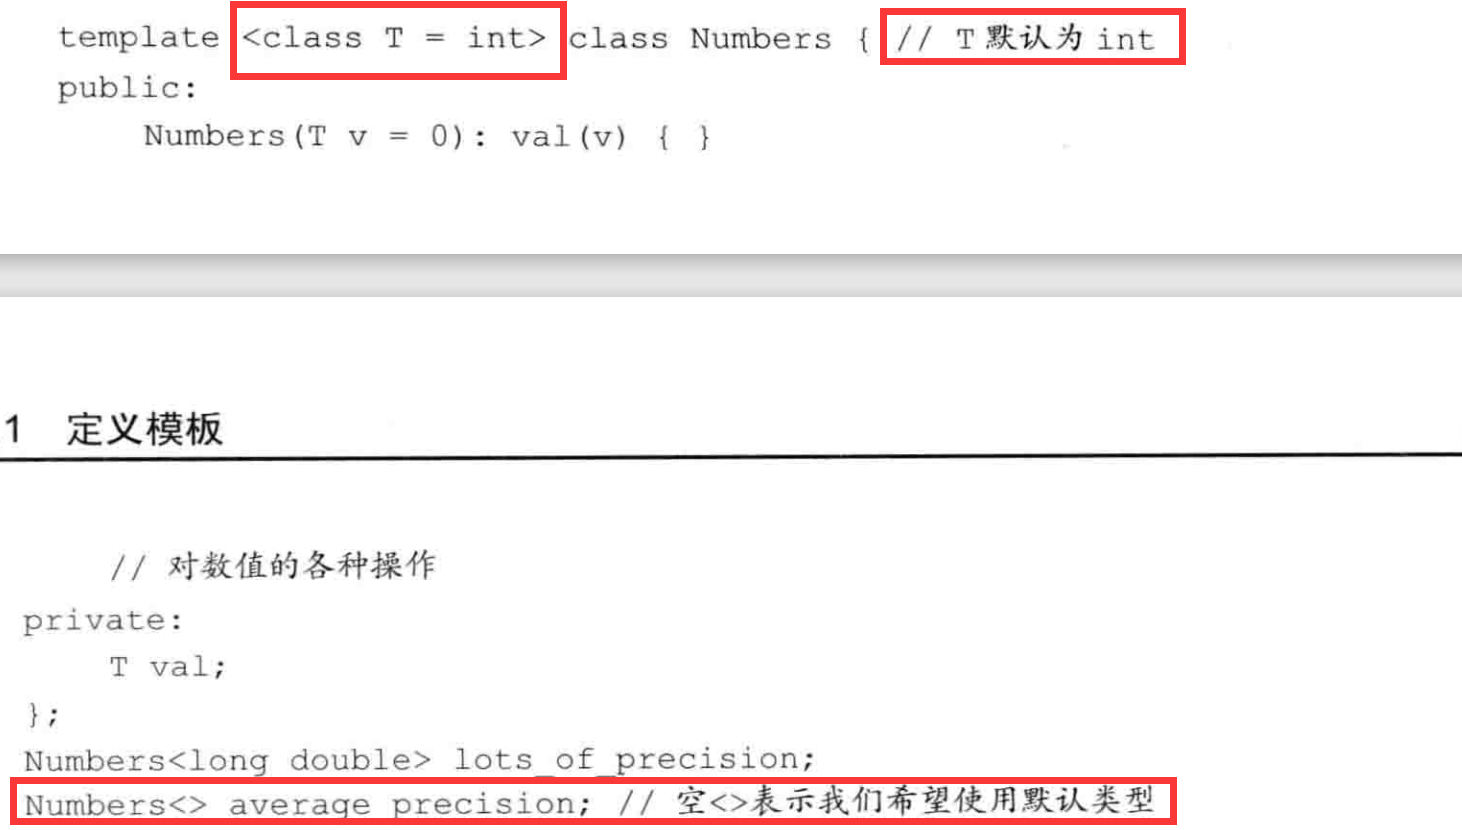 template <class T = int> class Numbers { // T 默认为 int
public:
Numbers(T v = 0): val(v) { }
1 定义模板
// 对数值的各种操作
private:
T val;
};
Numbers<long double> lots_of_precision;
Numbers<> average_precision; // 空<>表示我们希望使用默认类型